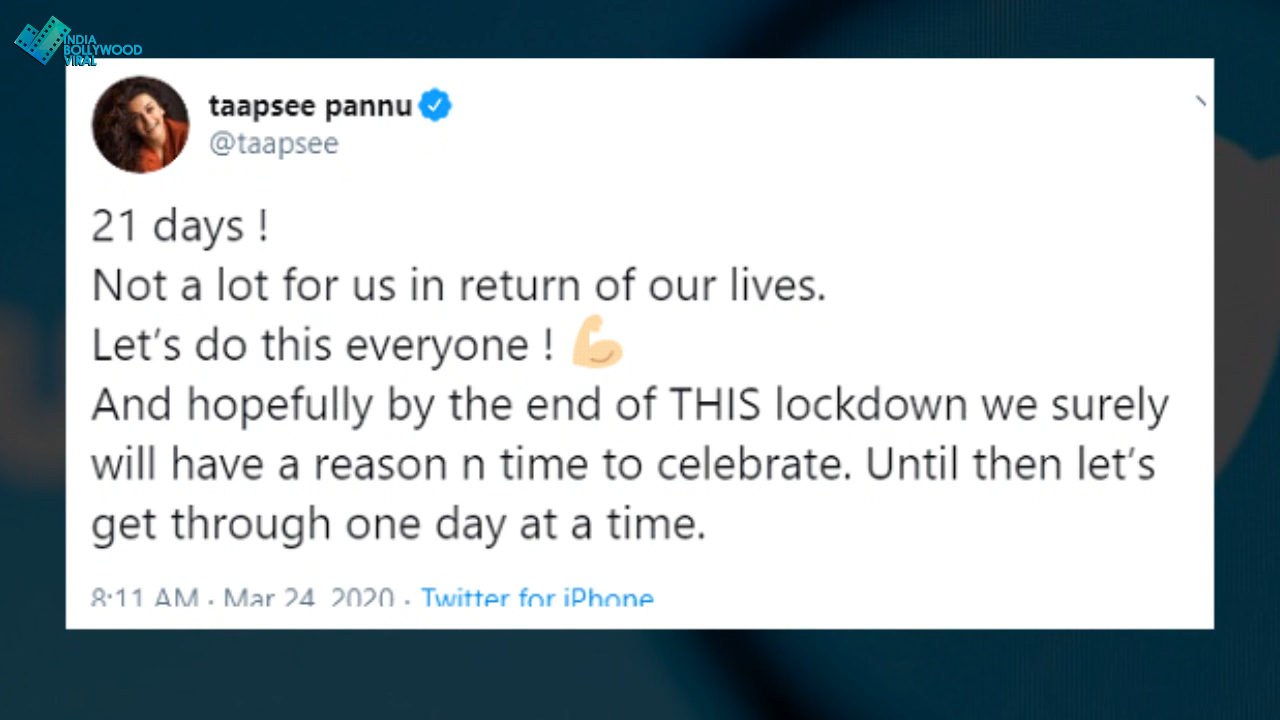 INDIA
BOLLYWOOD
VIRAL
taapsee pannu
@taapsee
21 days !
Not a lot for us in return of our lives.
Let's do this everyone ! 💪
And hopefully by the end of THIS lockdown we surely
will have a reason n time to celebrate. Until then let's
get through one day at a time.
8:11 AM · Mar 24, 2020 · Twitter for iPhone